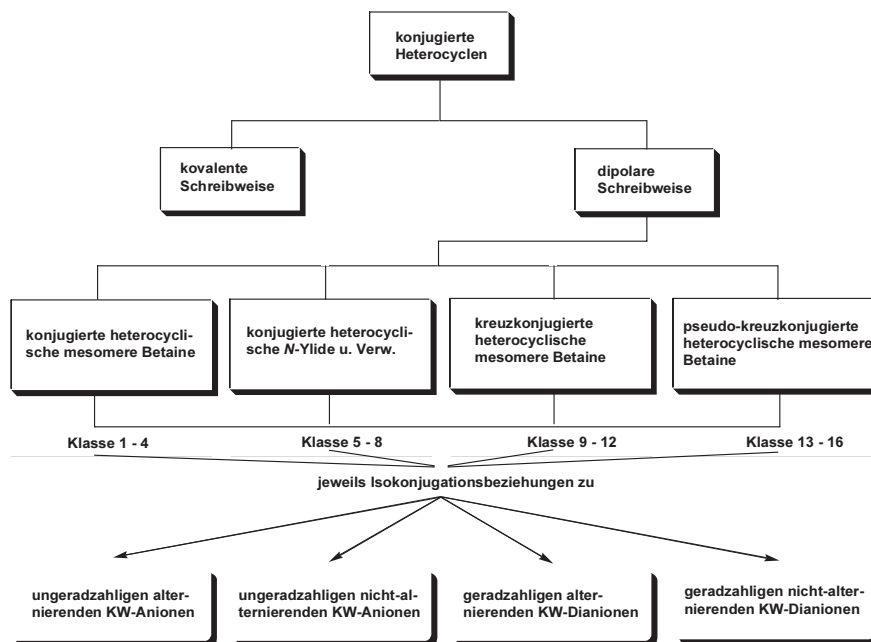 konjugierte
Heterocyclen
kovalente
Schreibweise
dipolare
Schreibweise
konjugierte heterocycli-
sche mesomere Betaine
konjugierte heterocycli-
sche N-Ylide u. Verw.
kreuzkonjugierte
heterocyclische
mesomere Betaine
pseudo-kreuzkonjugierte
heterocyclische mesomere
Betaine
Klasse 1 - 4
Klasse 5 - 8
Klasse 9 - 12
Klasse 13 - 16
jeweils Isokonjugationsbeziehungen zu
ungeradzahligen alter-
nierenden KW-Anionen
ungeradzahligen nicht-al-
ternierenden KW-Anionen
geradzahligen alter-
nierenden KW-Dianionen
geradzahligen nicht-alter-
nierenden KW-Dianionen